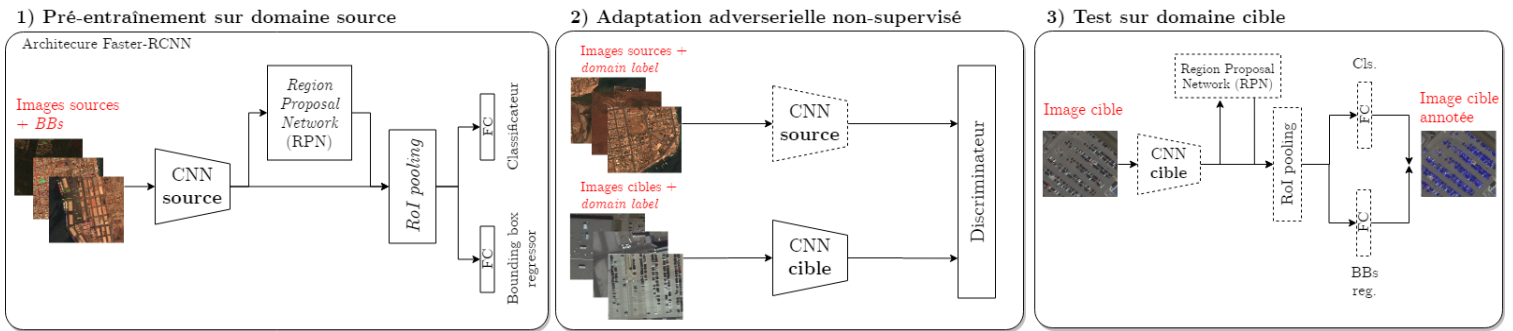 1) Pré-entraînement sur domaine source
Architecure Faster-RCNN
Images sources
+ BBs
CNN
source
Region
Proposal
Network
(RPN)
RoI pooling
FC
Classificateur
FC
Bounding box
regressor
2) Adaptation adverserielle non-supervisé
Images sources +
domain label
CNN
source
Images cibles +
domain label
CNN
cible
Discriminateur
3) Test sur domaine cible
Image cible
CNN
cible
Region Proposal
Network (RPN)
RoI pooling
Cls.
FC
FC
BBs
reg.
Image cible
annotée